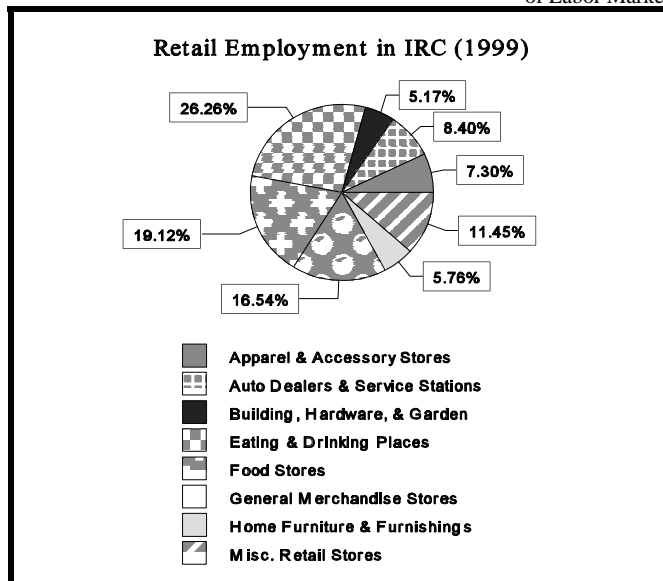 of Labor Marke
Retail Employment in IRC (1999)
26.26%
5.17%
8.40%
7.30%
19.12%
11.45%
16.54%
5.76%
Apparel & Accessory Stores
Auto Dealers & Service Stations
Building, Hardware, & Garden
Eating & Drinking Places
Food Stores
General Merchandise Stores
Home Furniture & Furnishings
Misc. Retail Stores